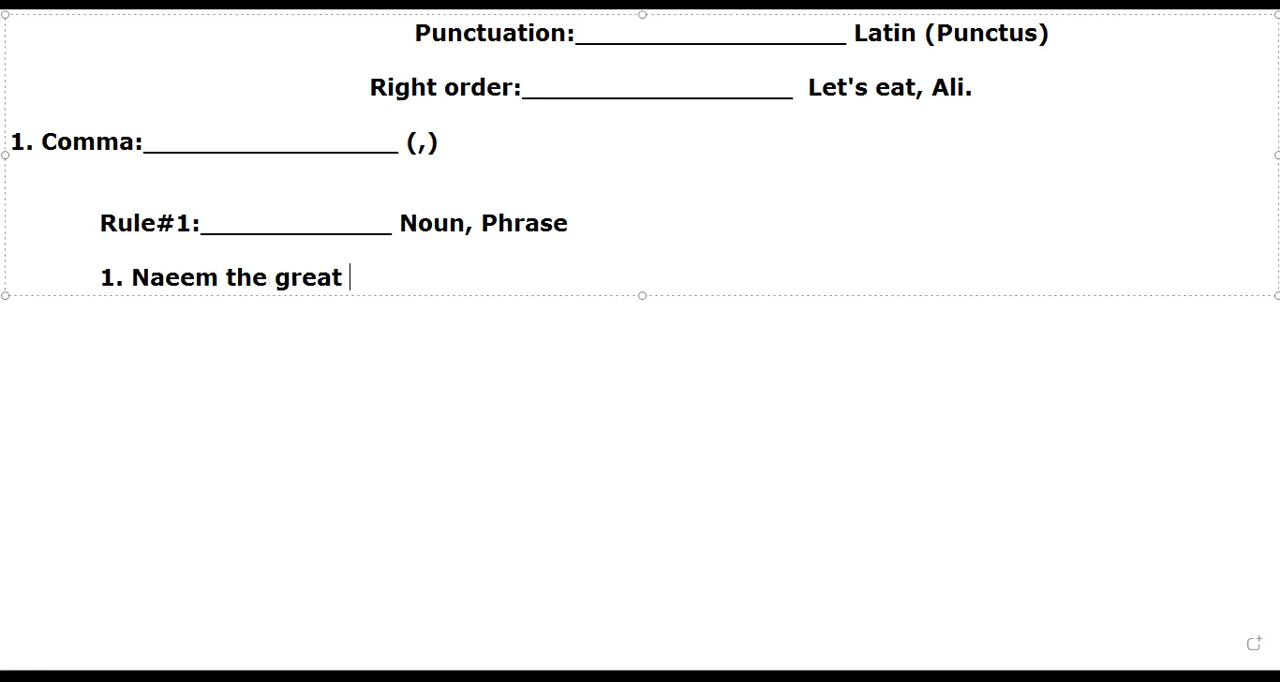 Punctuation:____________________ Latin (Punctus)
Right order:____________________ Let's eat, Ali.
1. Comma:___________________ (,)
Rule#1:______________ Noun, Phrase
1. Naeem the great